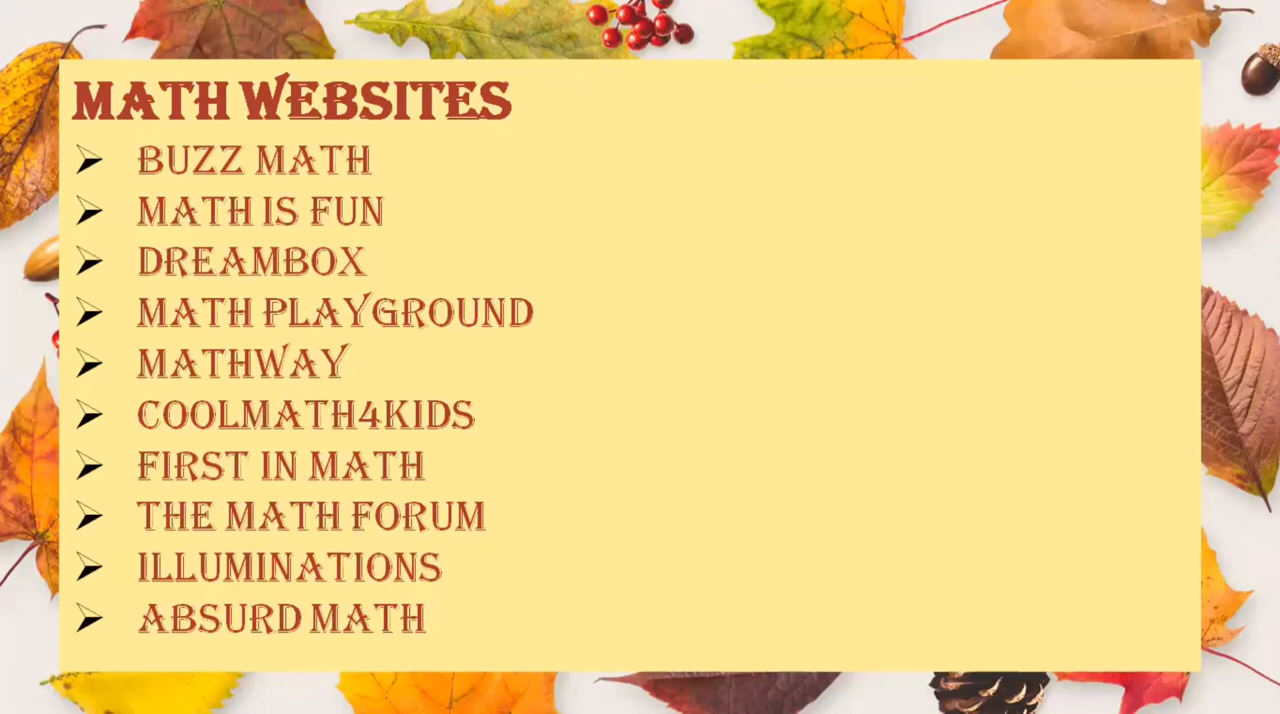 MATH WEBSITES
BUZZ MATH
MATH IS FUN
DREAMBOX
MATH PLAYGROUND
MATHWAY
COOLMATH4KIDS
FIRST IN MATH
THE MATH FORUM
ILLUMINATIONS
ABSURD MATH